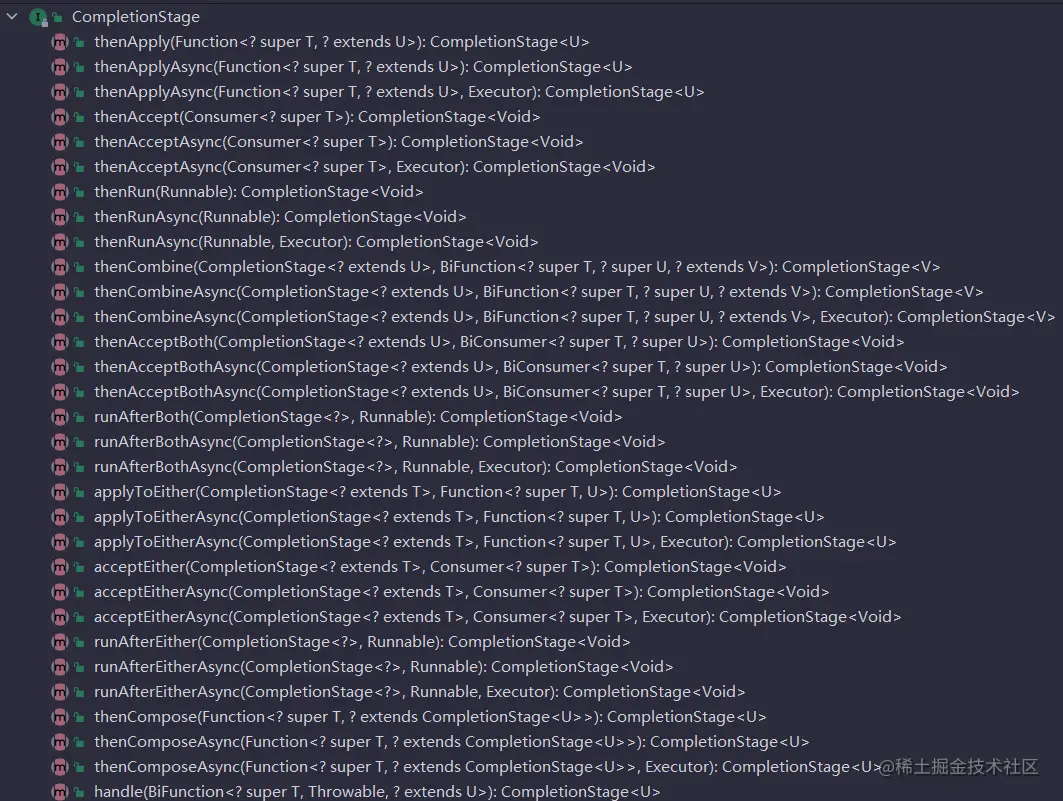 CompletionStage
thenApply(Function<? super T, ? extends U>): CompletionStage<U>
thenApplyAsync(Function<? super T, ? extends U>): CompletionStage<U>
thenApplyAsync(Function<? super T, ? extends U>, Executor): CompletionStage<U>
thenAccept(Consumer<? super T>): CompletionStage<Void>
thenAcceptAsync(Consumer<? super T>): CompletionStage<Void>
thenAcceptAsync(Consumer<? super T>, Executor): CompletionStage<Void>
thenRun(Runnable): CompletionStage<Void>
thenRunAsync(Runnable): CompletionStage<Void>
thenRunAsync(Runnable, Executor): CompletionStage<Void>
thenCombine(CompletionStage<? extends U>, BiFunction<? super T, ? super U, ? extends V>): CompletionStage<V>
thenCombineAsync(CompletionStage<? extends U>, BiFunction<? super T, ? super U, ? extends V>): CompletionStage<V>
thenCombineAsync(CompletionStage<? extends U>, BiFunction<? super T, ? super U, ? extends V>, Executor): CompletionStage<V>
thenAcceptBoth(CompletionStage<? extends U>, BiConsumer<? super T, ? super U>): CompletionStage<Void>
thenAcceptBothAsync(CompletionStage<? extends U>, BiConsumer<? super T, ? super U>): CompletionStage<Void>
thenAcceptBothAsync(CompletionStage<? extends U>, BiConsumer<? super T, ? super U>, Executor): CompletionStage<Void>
runAfterBoth(CompletionStage<?>, Runnable): CompletionStage<Void>
runAfterBothAsync(CompletionStage<?>, Runnable): CompletionStage<Void>
runAfterBothAsync(CompletionStage<?>, Runnable, Executor): CompletionStage<Void>
applyToEither(CompletionStage<? extends T>, Function<? super T, U>): CompletionStage<U>
applyToEitherAsync(CompletionStage<? extends T>, Function<? super T, U>): CompletionStage<U>
applyToEitherAsync(CompletionStage<? extends T>, Function<? super T, U>, Executor): CompletionStage<U>
acceptEither(CompletionStage<? extends T>, Consumer<? super T>): CompletionStage<Void>
acceptEitherAsync(CompletionStage<? extends T>, Consumer<? super T>): CompletionStage<Void>
acceptEitherAsync(CompletionStage<? extends T>, Consumer<? super T>, Executor): CompletionStage<Void>
runAfterEither(CompletionStage<?>, Runnable): CompletionStage<Void>
runAfterEitherAsync(CompletionStage<?>, Runnable): CompletionStage<Void>
runAfterEitherAsync(CompletionStage<?>, Runnable, Executor): CompletionStage<Void>
thenCompose(Function<? super T, ? extends CompletionStage<U>>): CompletionStage<U>
thenComposeAsync(Function<? super T, ? extends CompletionStage<U>>): CompletionStage<U>
thenComposeAsync(Function<? super T, ? extends CompletionStage<U>>, Executor): CompletionStage<U>
@稀土掘金技术社区
handle(BiFunction<? super T, Throwable, ? extends U>): CompletionStage<U>